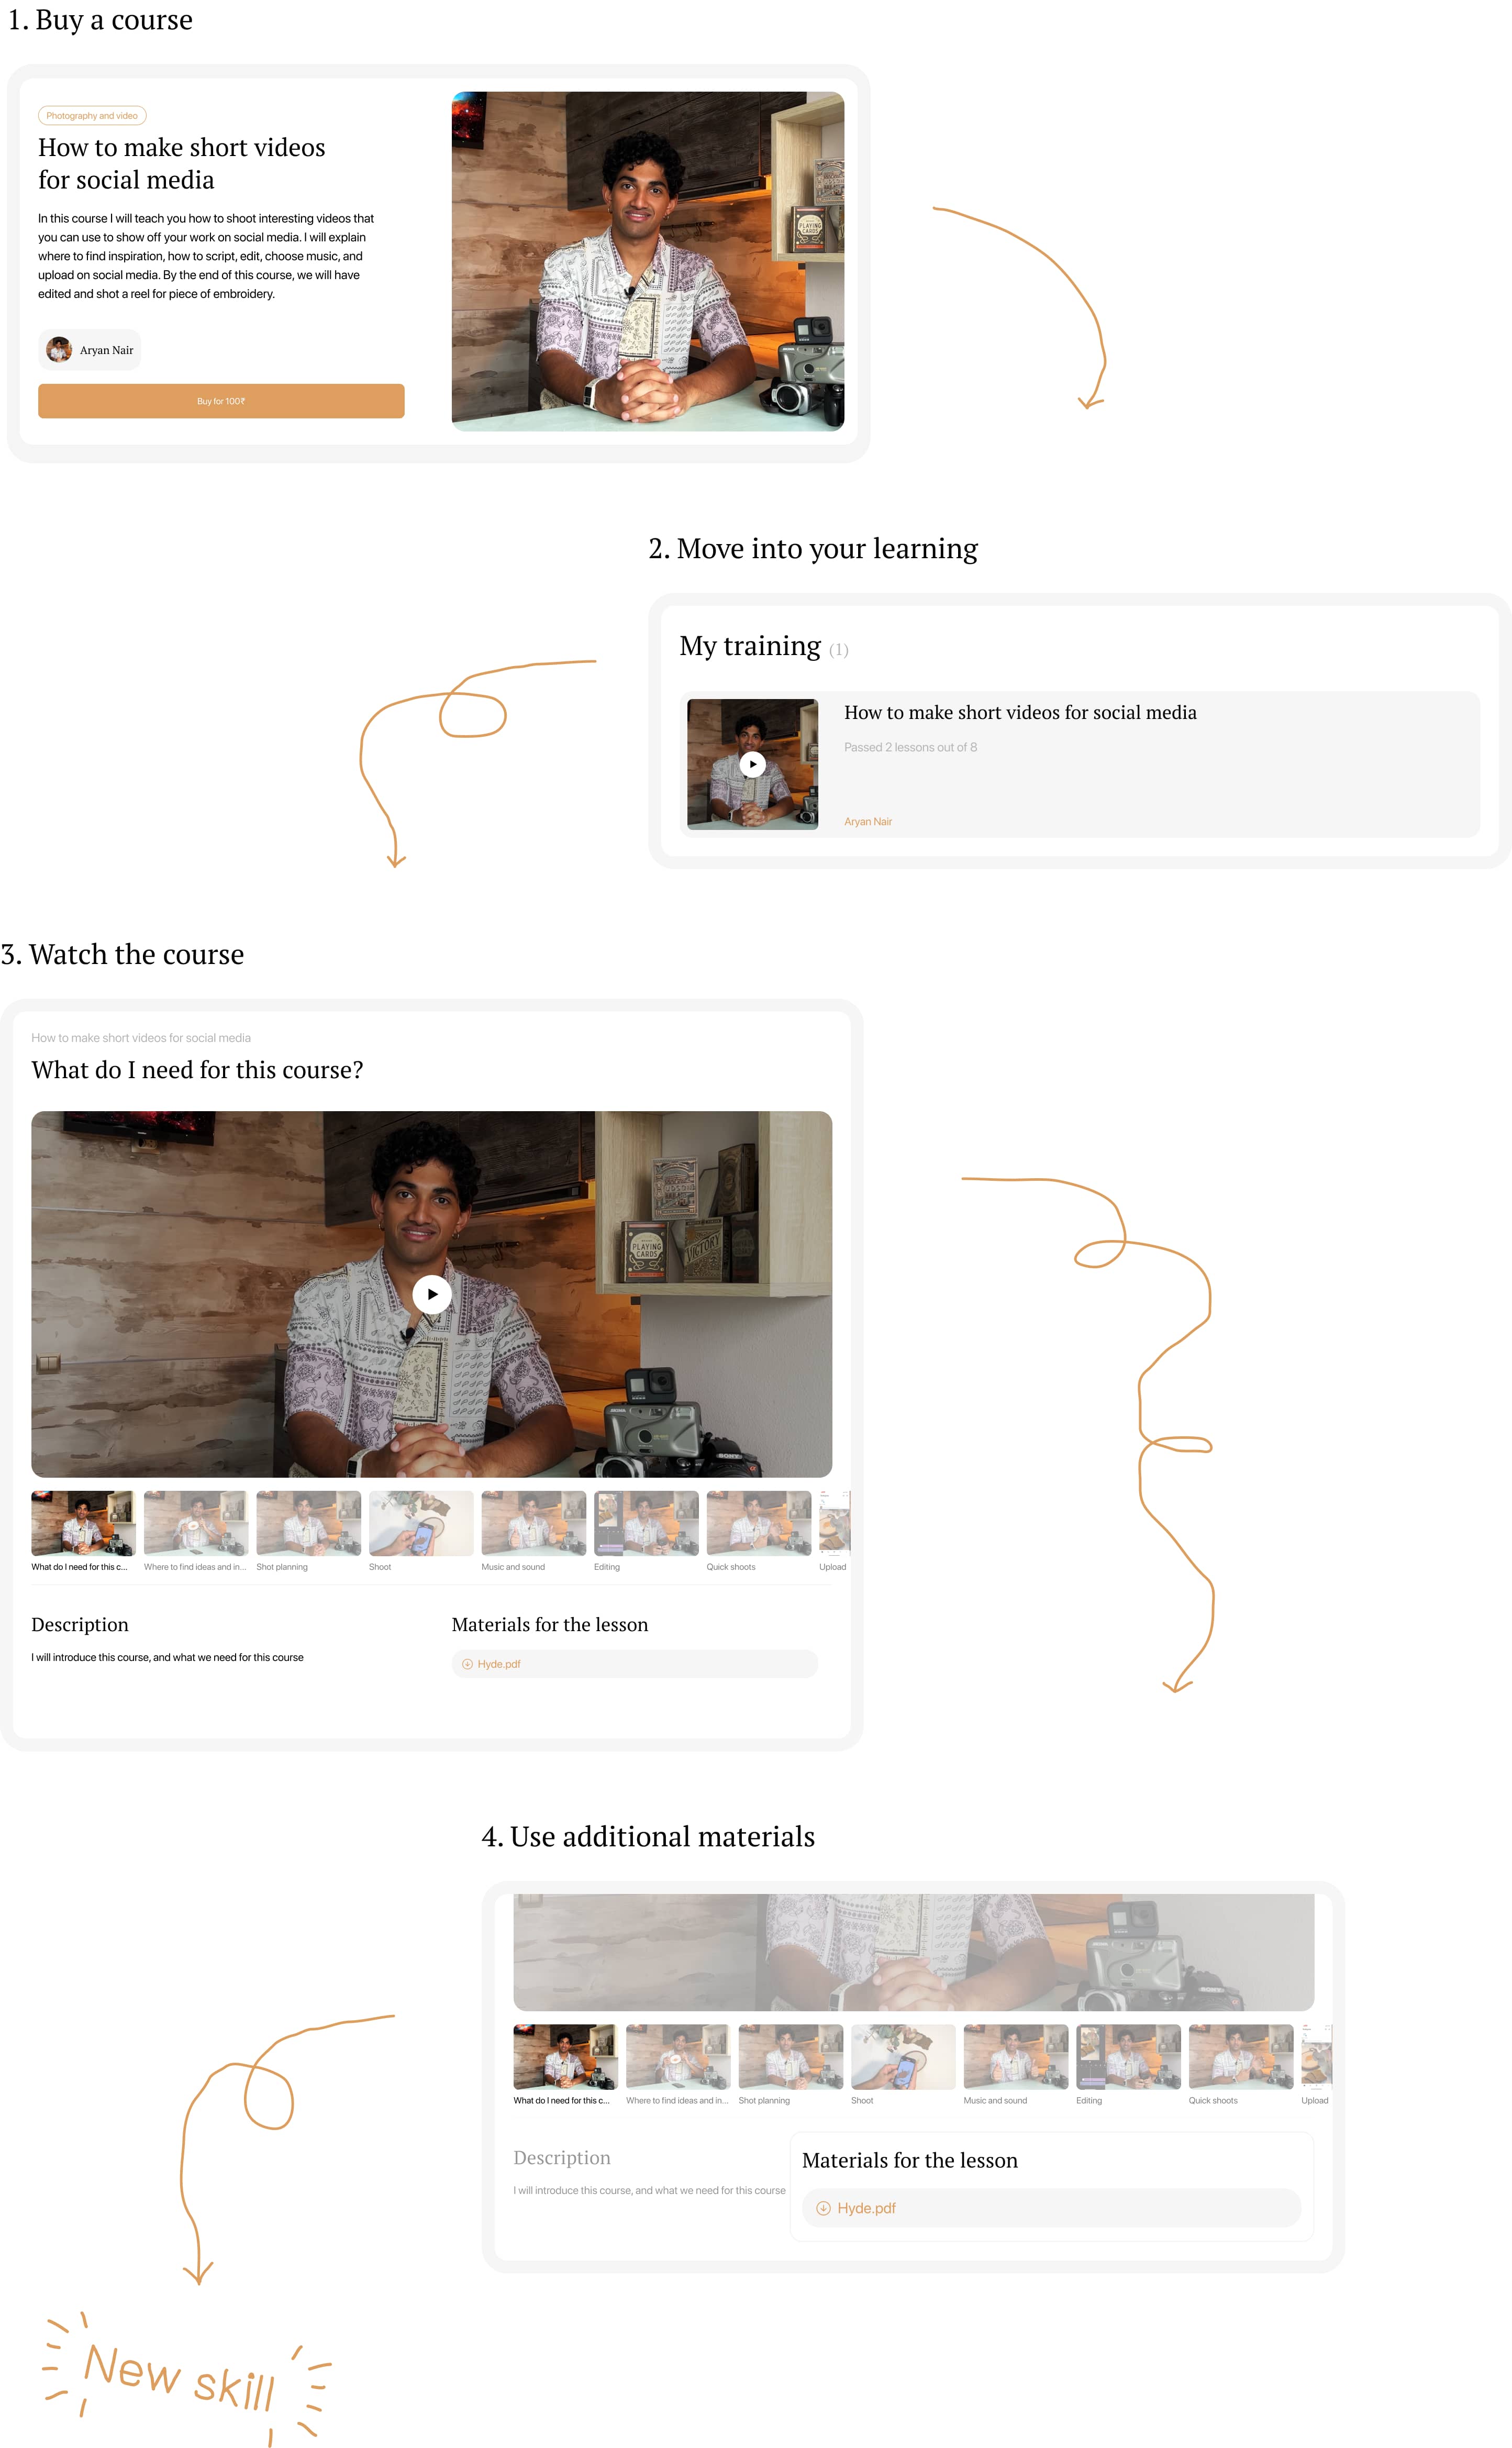 1. Buy a course
Photography and video
How to make short videos
for social media
In this course I will teach you how to shoot interesting videos that
you can use to show off your work on social media. I will explain
where to find inspiration, how to script, edit, choose music, and
upload on social media. By the end of this course, we will have
edited and shot a reel for piece of embroidery.
Aryan Nair
Buy for 100₹
PLAYING
CARDS
2. Move into your learning
My training (1)
How to make short videos for social media
Passed 2 lessons out of 8
Aryan Nair
3. Watch the course
How to make short videos for social media
What do I need for this course?
PLAYING
CARDS
VICTORY
SONY
What do I need for this c...
Where to find ideas and in...
Shot planning
Shoot
Music and sound
Editing
Quick shoots
Upload
Description
I will introduce this course, and what we need for this course
Materials for the lesson
Hyde.pdf
4. Use additional materials
What do I need for this c...
Where to find ideas and in...
Shot planning
Shoot
Music and sound
Editing
Quick shoots
Upload
Description
I will introduce this course, and what we need for this course
Materials for the lesson
Hyde.pdf
New skill